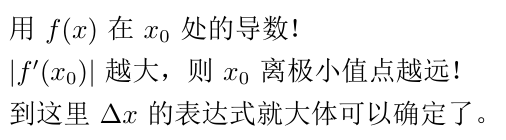 用 f(x) 在 x₀ 处的导数！
|f′(x₀)| 越大，则 x₀ 离极小值点越远！
到这里 Δx 的表达式就大体可以确定了。